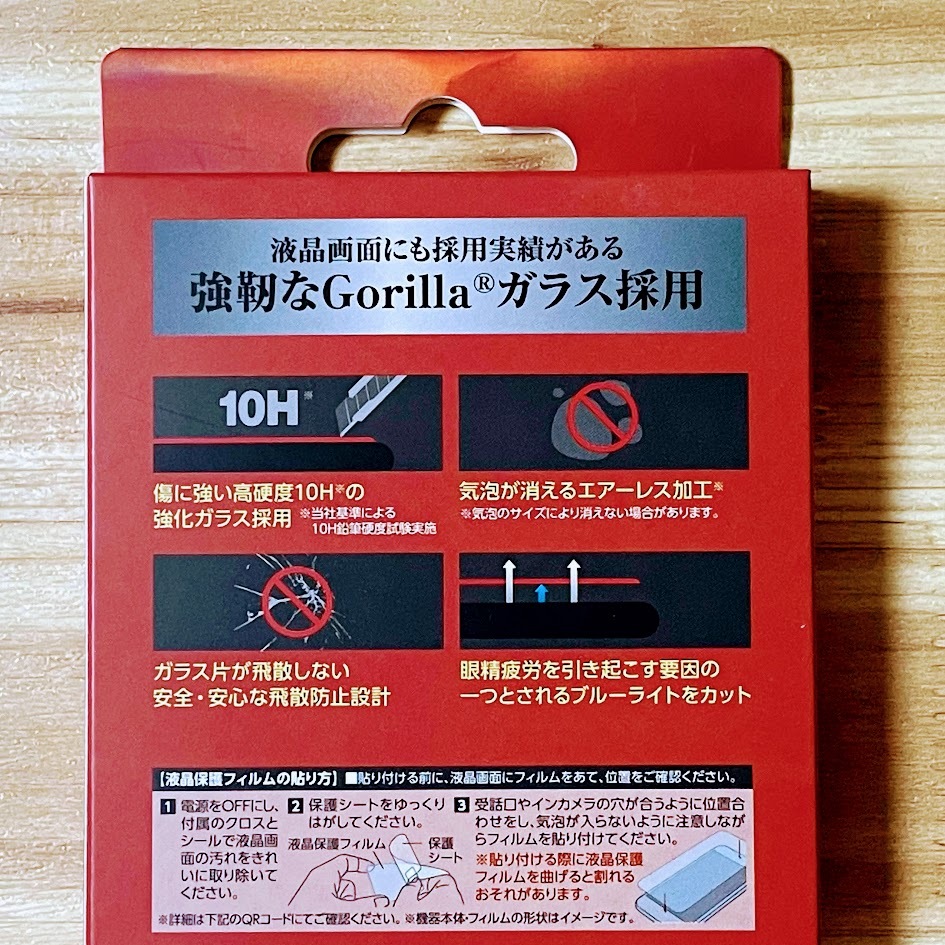 液晶画面にも採用実績がある
強靭なGorilla®ガラス採用
10H※
傷に強い高硬度10H※の
強化ガラス採用 ※当社基準による
10H鉛筆硬度試験実施
気泡が消えるエアーレス加工※
※気泡のサイズにより消えない場合があります。
ガラス片が飛散しない
安全・安心な飛散防止設計
眼精疲労を引き起こす要因の
一つとされるブルーライトをカット
【液晶保護フィルムの貼り方】 ■貼り付ける前に、液晶画面にフィルムをあて、位置をご確認ください。
1 電源をOFFにし、
付属のクロスと
シールで液晶画
面の汚れをきれ
いに取り除いて
ください。
2 保護シートをゆっくり
はがしてください。
液晶保護フィルム
保護
シート
3 受話口やインカメラの穴が合うように位置合
わせをし、気泡が入らないように注意しなが
らフィルムを貼り付けてください。
※貼り付ける際に液晶保護
フィルムを曲げると割れる
おそれがあります。
※詳細は下記のQRコードにてご確認ください。※機器本体・フィルムの形状はイメージです。